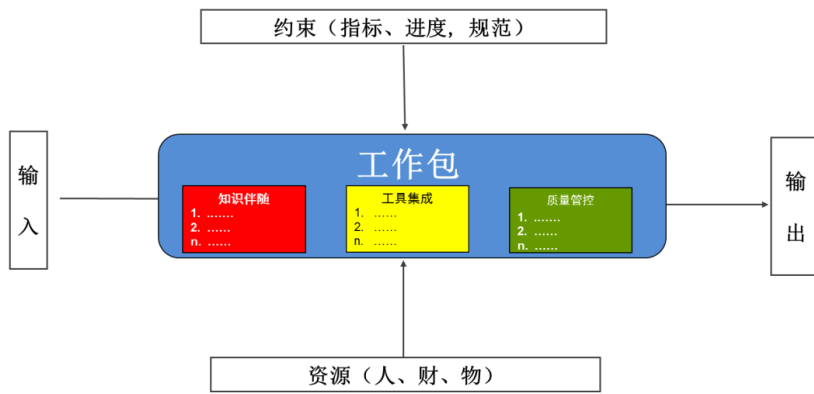 约束（指标、进度，规范）
输入
工作包
知识伴随
1. .......
2. ......
n. ......
工具集成
1. ......
2. ......
n. ......
质量管控
1. .......
2. ......
n. ......
输出
资源（人、财、物）